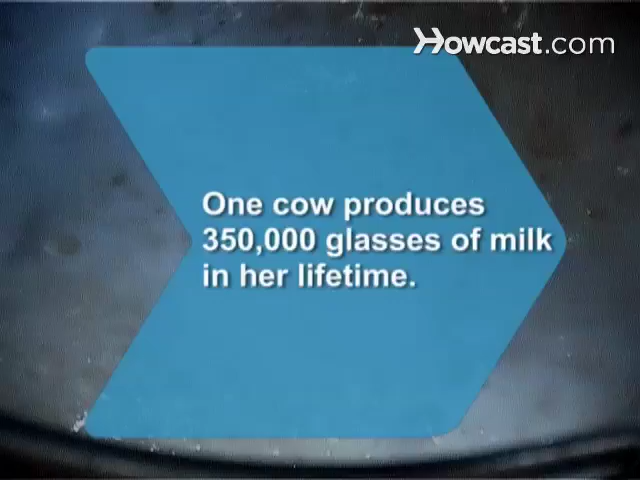 Howcast.com
One cow produces
350,000 glasses of milk
in her lifetime.